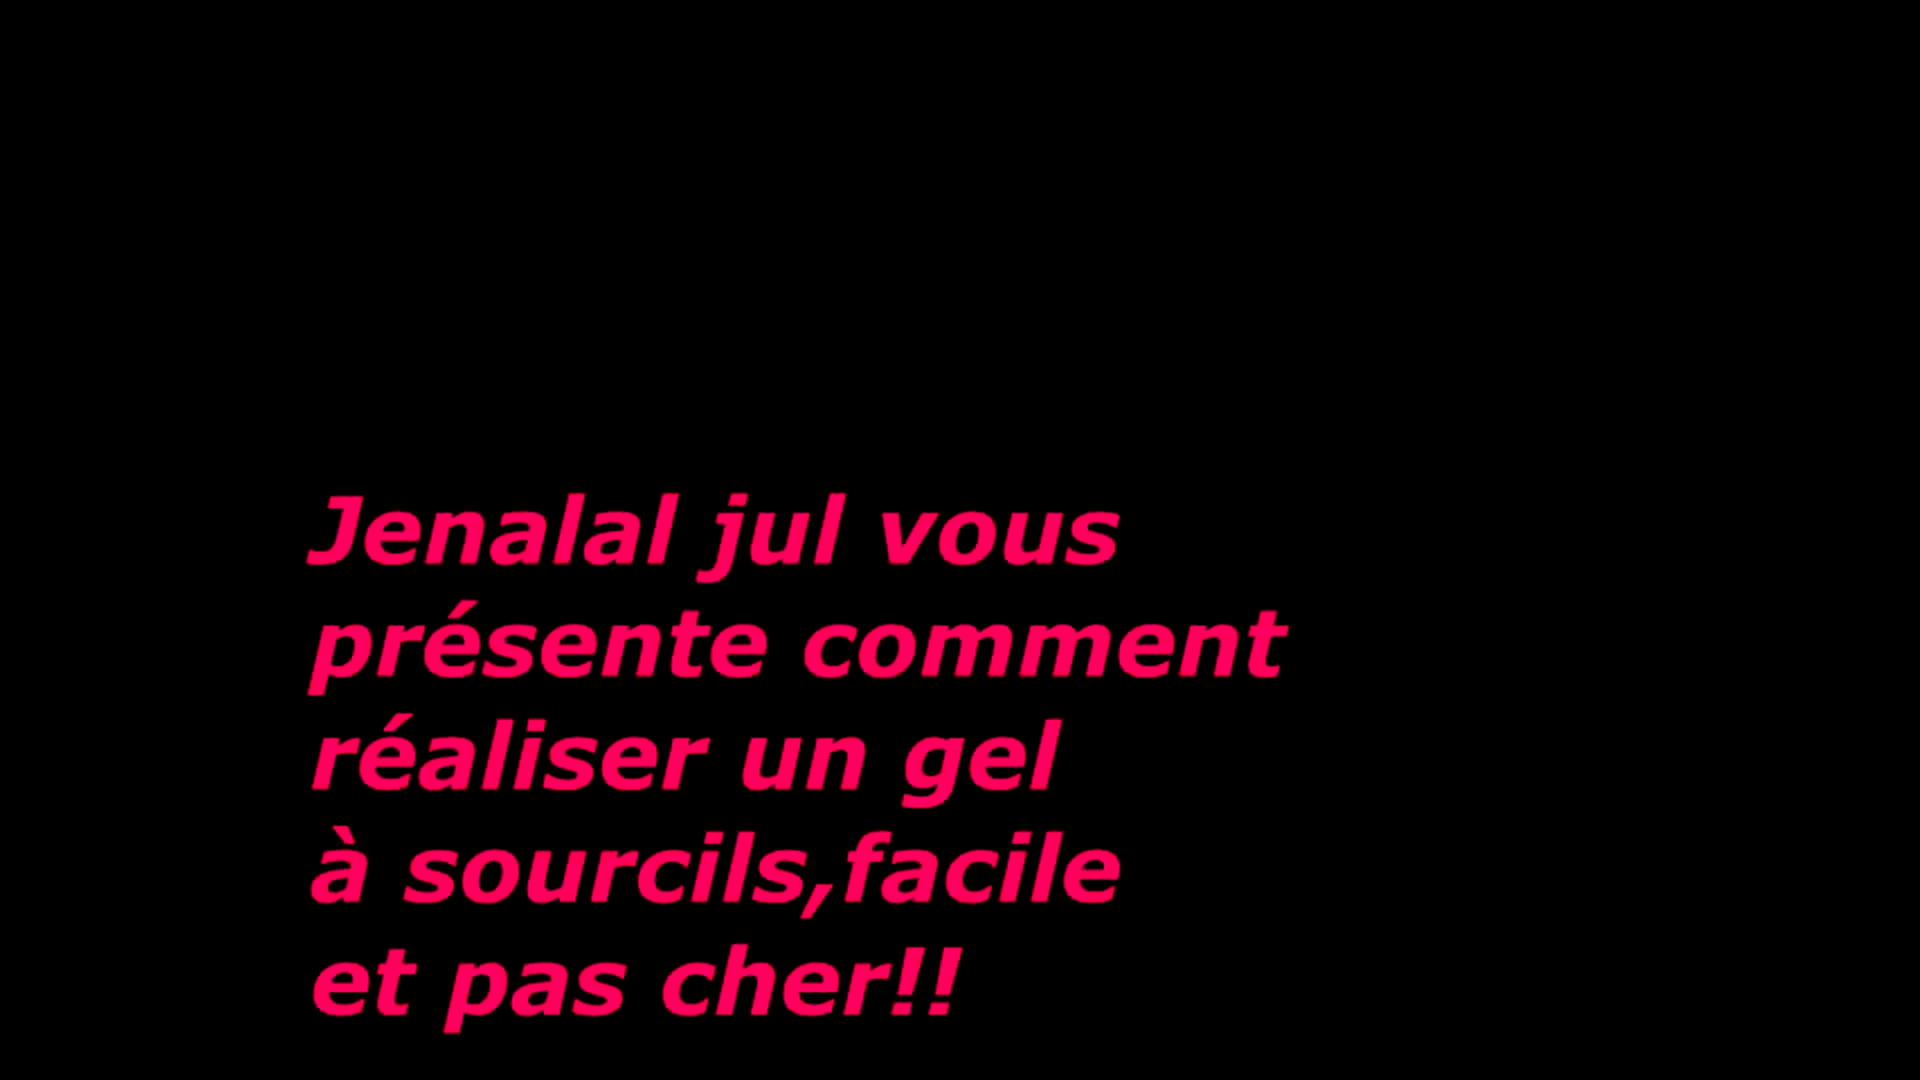 Jenalal jul vous
présente comment
réaliser un gel
à sourcils,facile
et pas cher!!